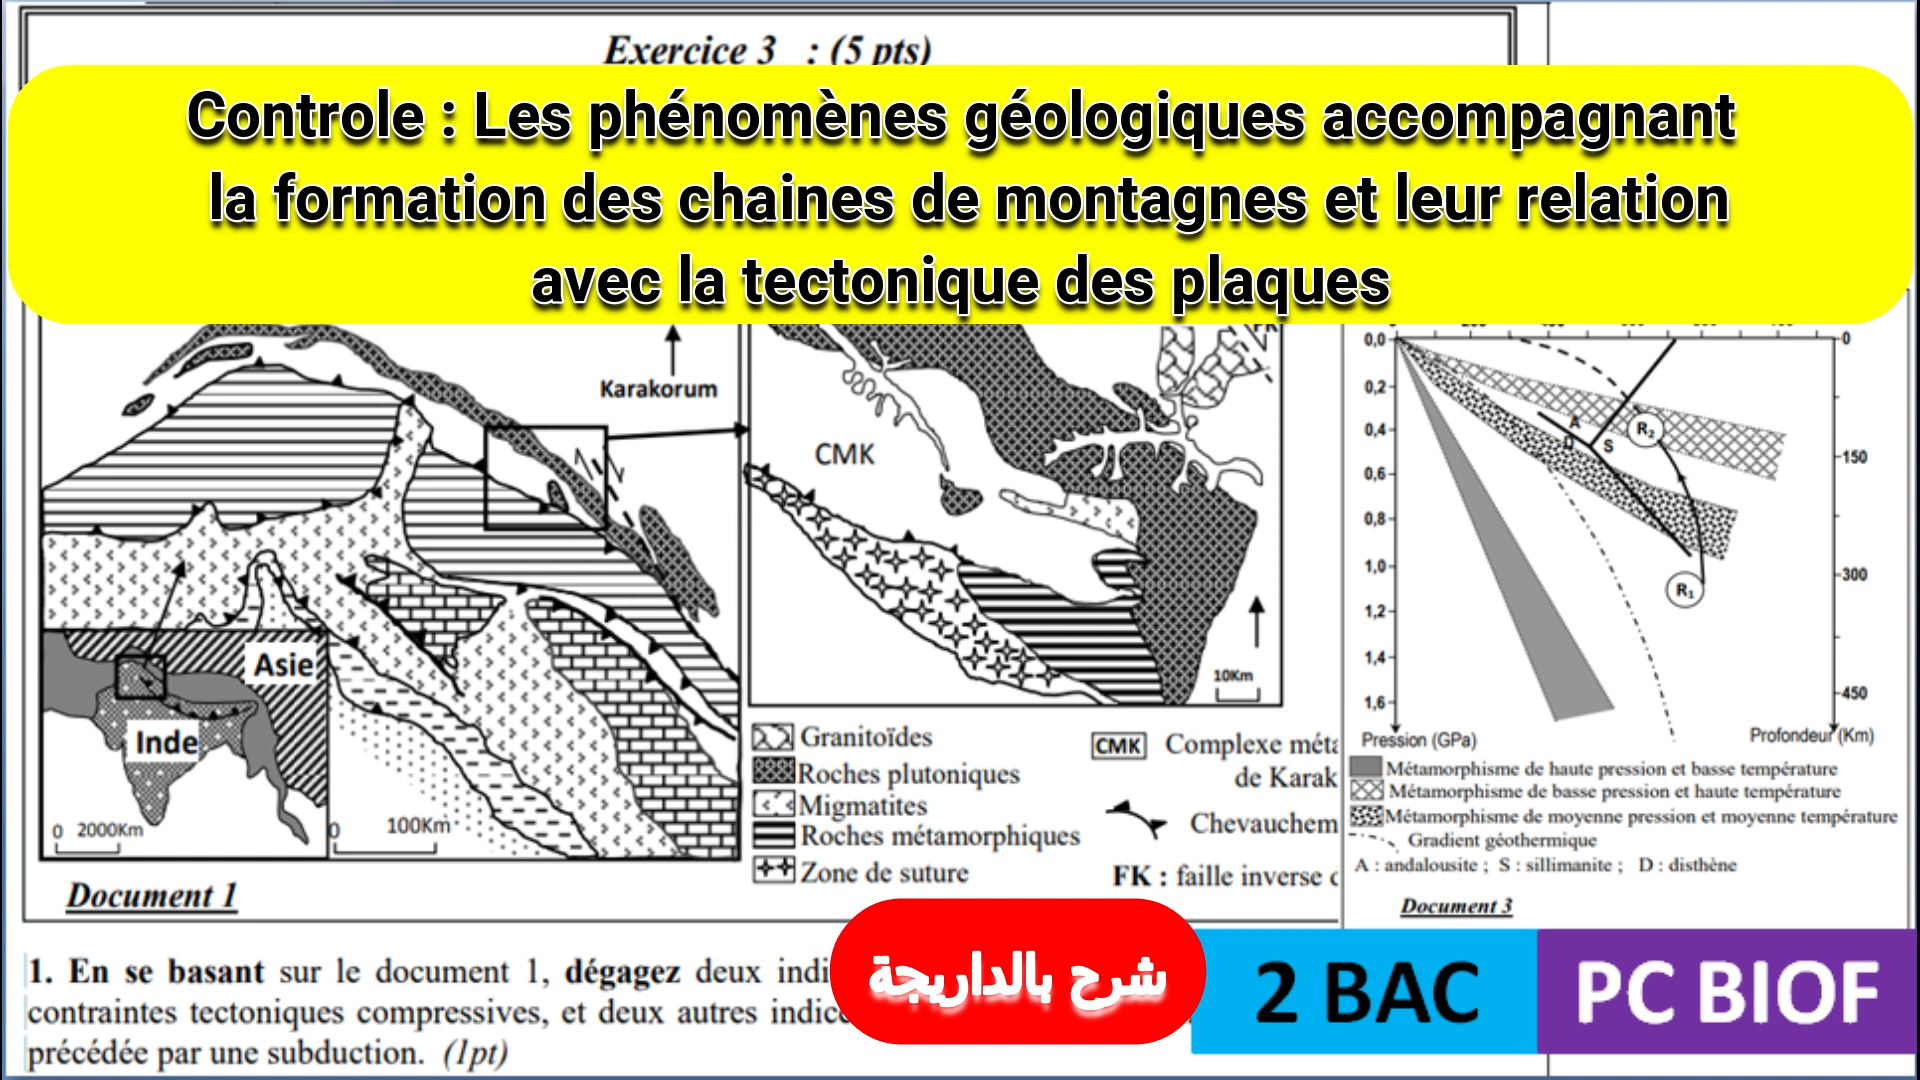 Exercice 3 : (5 pts)
Controle : Les phénomènes géologiques accompagnant
la formation des chaines de montagnes et leur relation
avec la tectonique des plaques
Karakorum
CMK
10Km
Asie
Inde
0 2000Km
0 100Km
Granitoïdes
Roches plutoniques
Migmatites
Roches métamorphiques
Zone de suture
CMK Complexe
de
Chevauchem
FK : faille inverse
Document 1
0,0
0,2
0,4
0,6
0,8
1,0
1,2
1,4
1,6
0
150
300
450
A
S
R₂
R₁
Pression (GPa)
Profondeur (Km)
Métamorphisme de haute pression et basse température
Métamorphisme de basse pression et haute température
Métamorphisme de moyenne pression et moyenne température
Gradient géothermique
A : andalousite ; S : sillimanite ; D : disthène
Document 3
1. En se basant sur le document 1, dégagez deux indi
contraintes tectoniques compressives, et deux autres indice
précédée par une subduction. (1pt)
شرح بالداريجة
2 BAC
PC BIOF